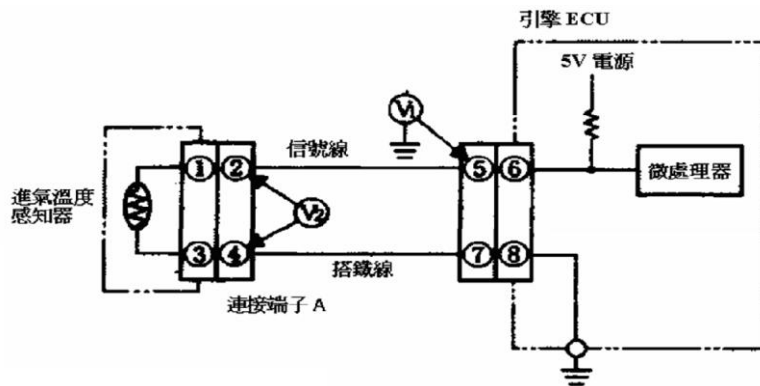 引擎 ECU
5V 電源
V1
① ② 信號線 ⑤ ⑥ 微處理器
進氣溫度
感知器
V2
③ ④ 搭鐵線 ⑦ ⑧
連接端子 A